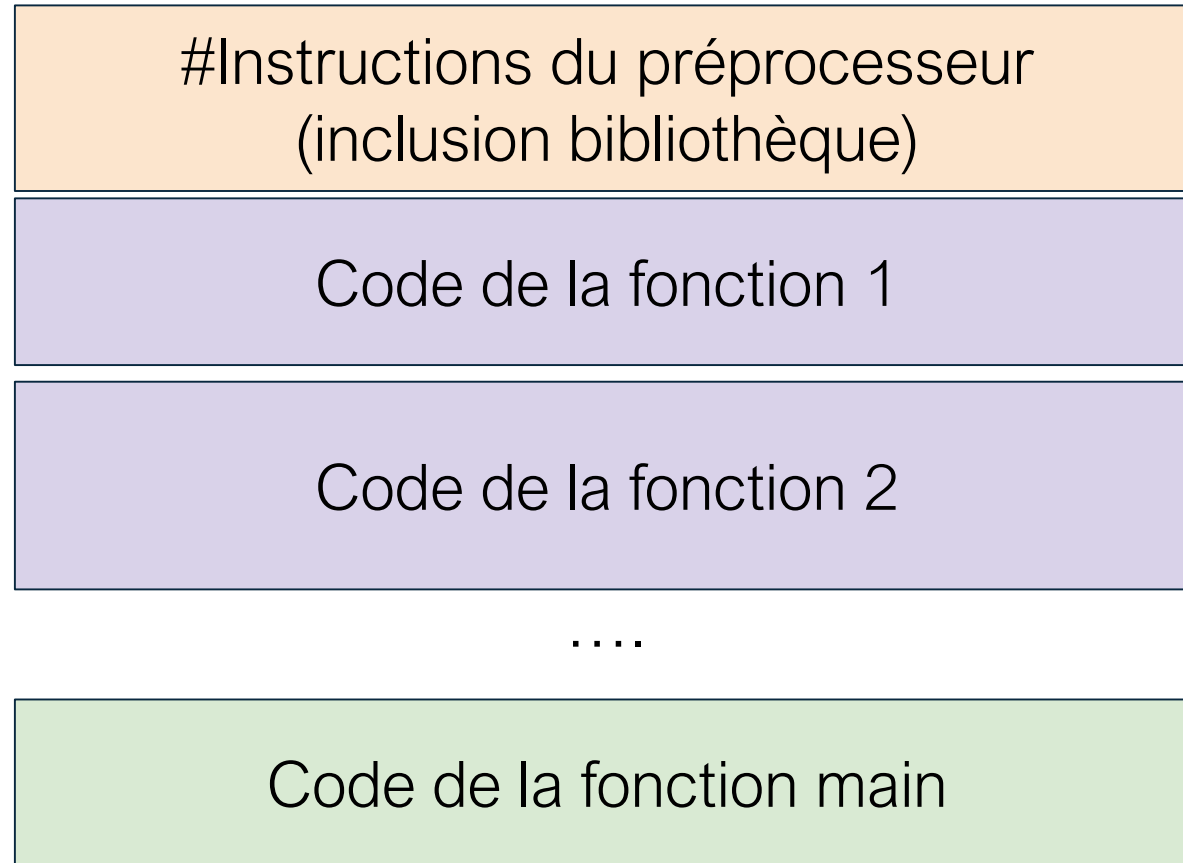 #Instructions du préprocesseur
(inclusion bibliothèque)
Code de la fonction 1
Code de la fonction 2
....
Code de la fonction main